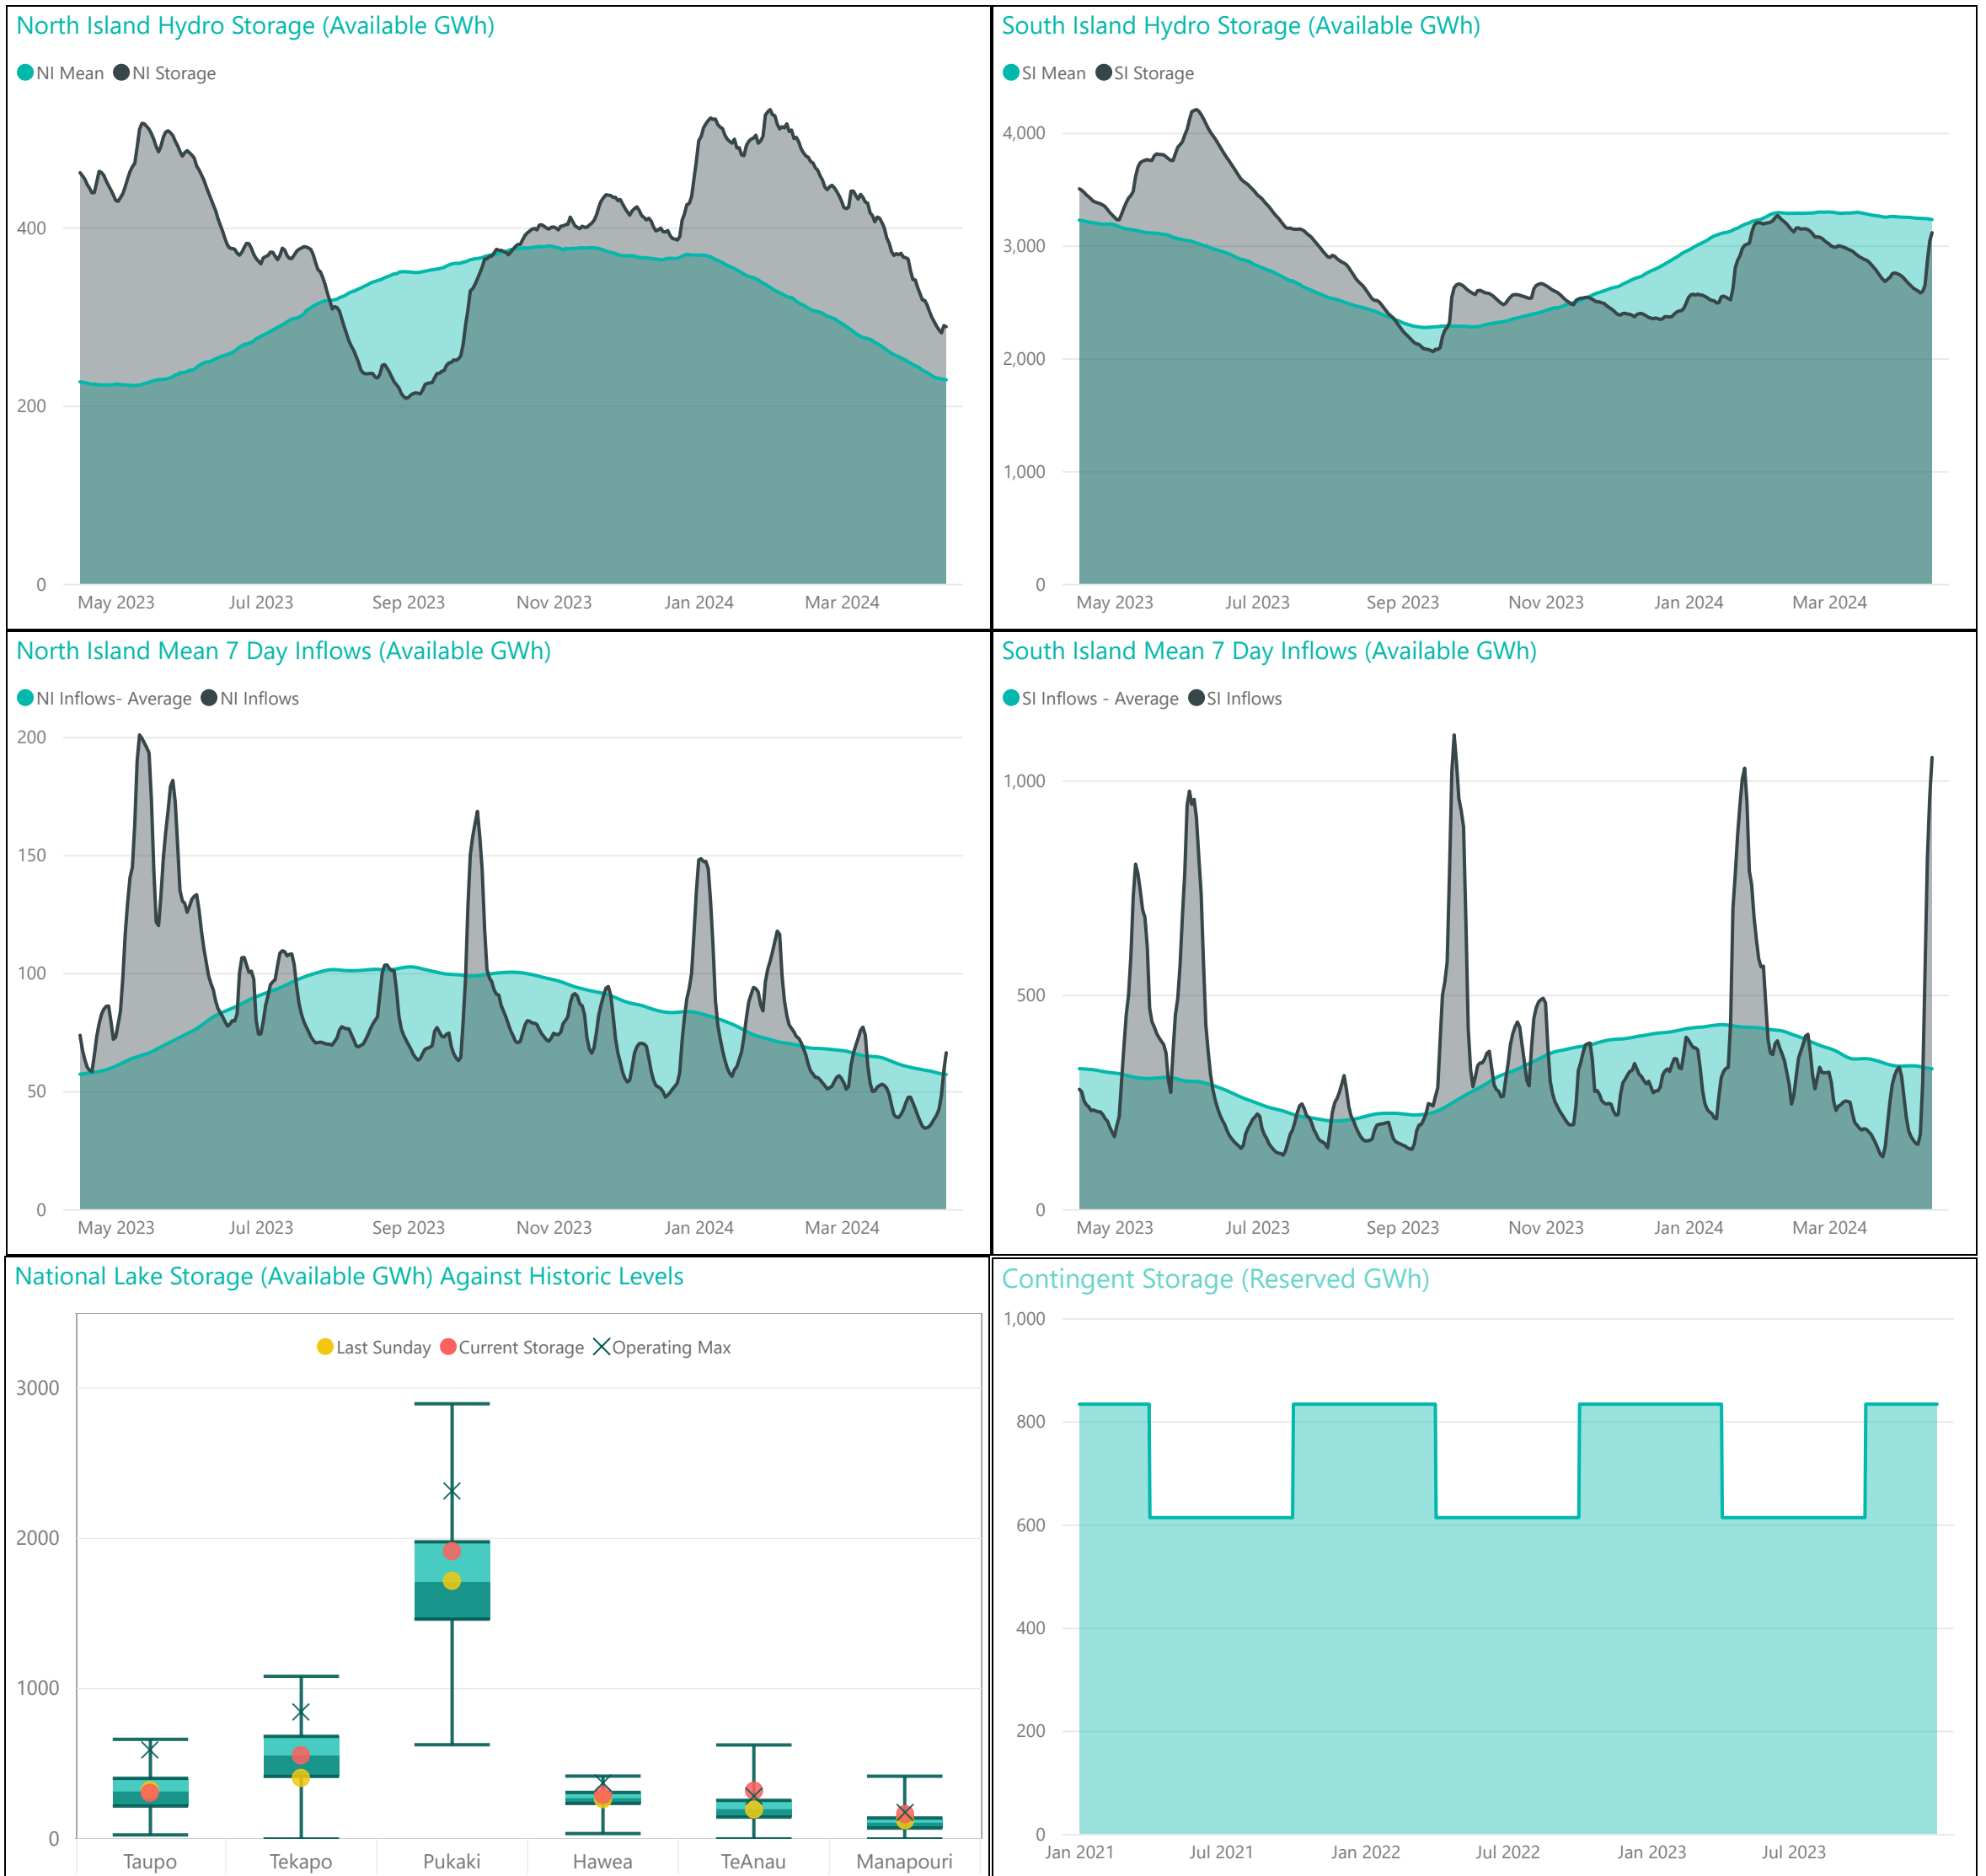 North Island Hydro Storage (Available GWh)
NI Mean NI Storage
400
200
0
May 2023 Jul 2023 Sep 2023 Nov 2023 Jan 2024 Mar 2024
South Island Hydro Storage (Available GWh)
SI Mean SI Storage
4,000
3,000
2,000
1,000
0
May 2023 Jul 2023 Sep 2023 Nov 2023 Jan 2024 Mar 2024
North Island Mean 7 Day Inflows (Available GWh)
NI Inflows- Average NI Inflows
200
150
100
50
0
May 2023 Jul 2023 Sep 2023 Nov 2023 Jan 2024 Mar 2024
South Island Mean 7 Day Inflows (Available GWh)
SI Inflows - Average SI Inflows
1,000
500
0
May 2023 Jul 2023 Sep 2023 Nov 2023 Jan 2024 Mar 2024
National Lake Storage (Available GWh) Against Historic Levels
Last Sunday Current Storage Operating Max
3000
2000
1000
0
Taupo Tekapo Pukaki Hawea TeAnau Manapouri
Contingent Storage (Reserved GWh)
1,000
800
600
400
200
0
Jan 2021 Jul 2021 Jan 2022 Jul 2022 Jan 2023 Jul 2023